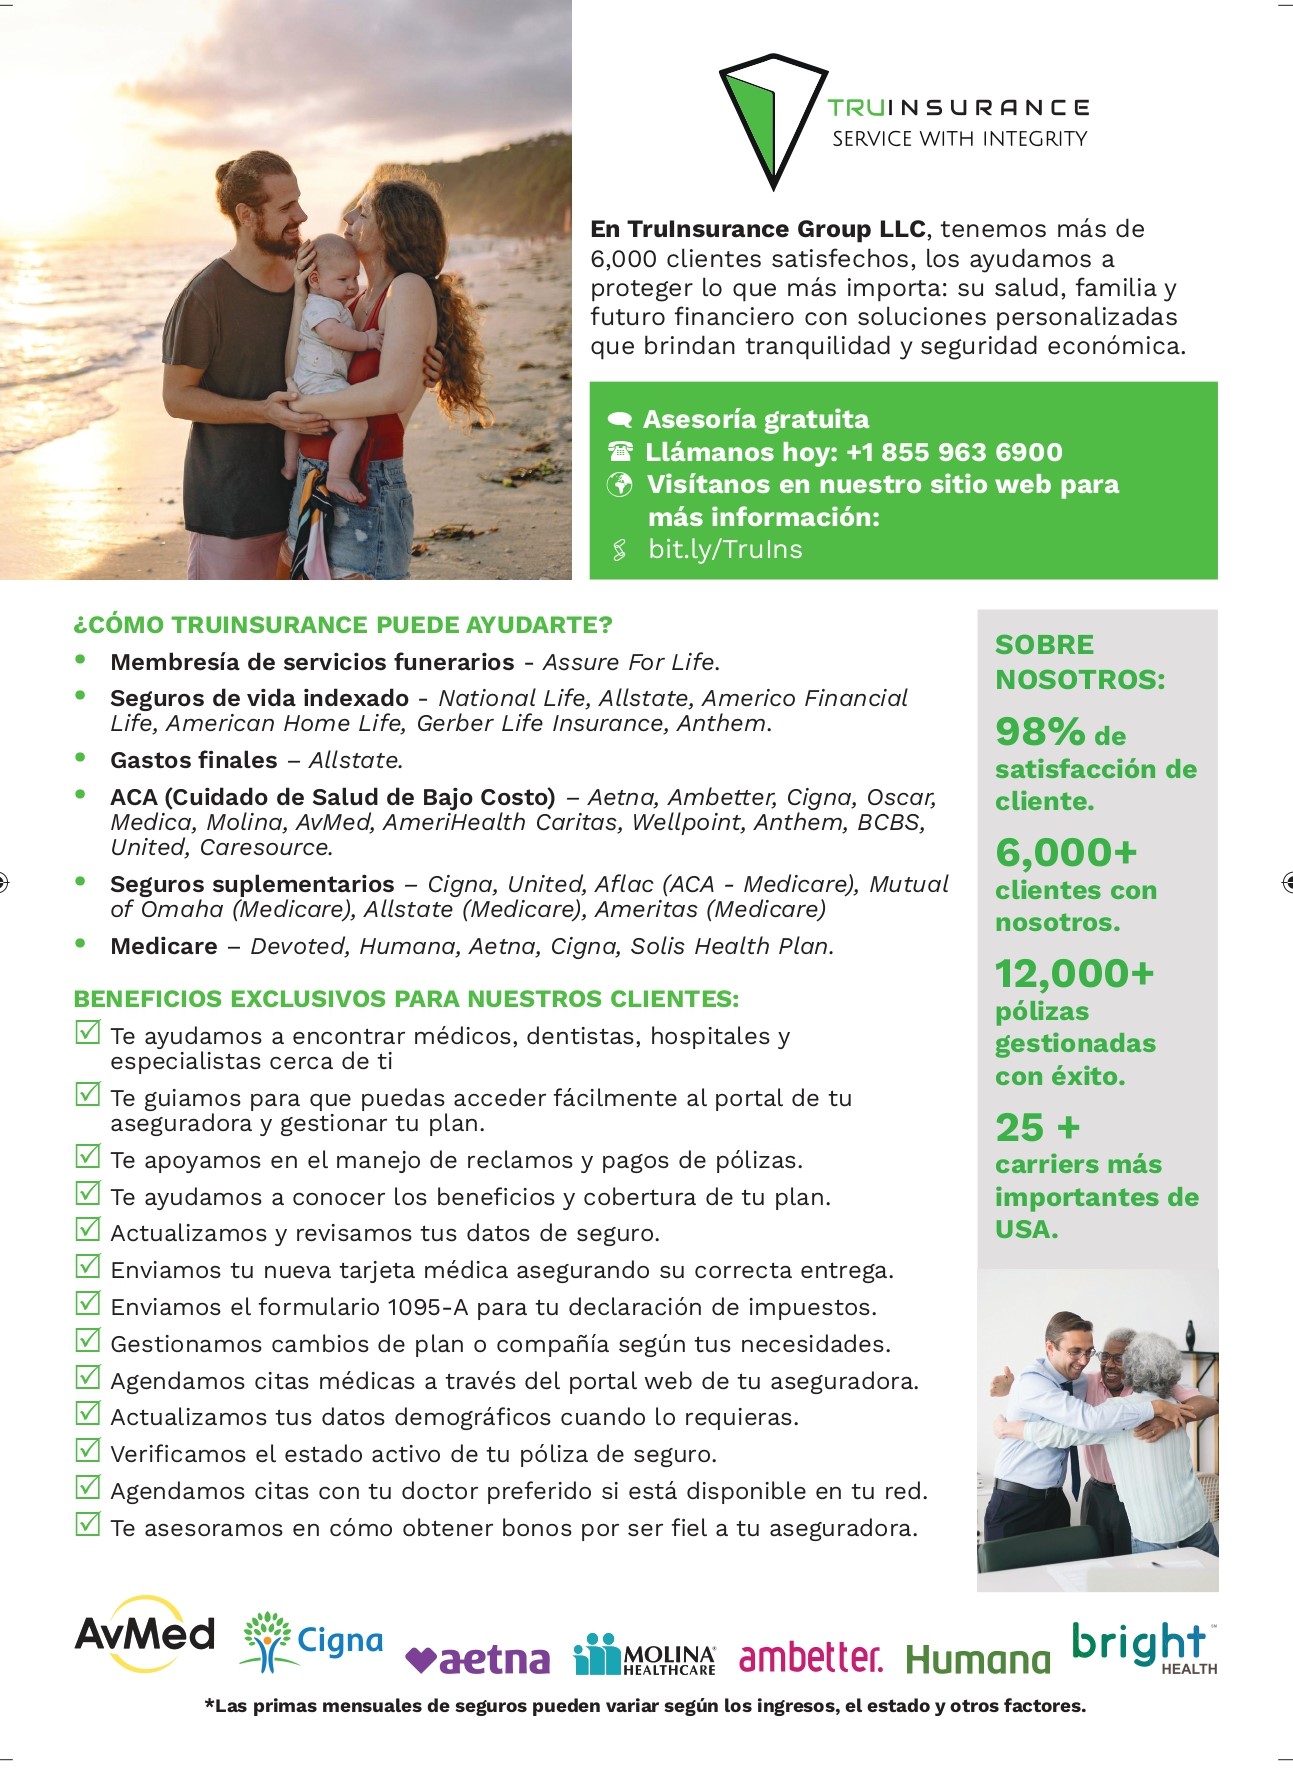 TRUINSURANCE
SERVICE WITH INTEGRITY
En TruInsurance Group LLC, tenemos más de
6,000 clientes satisfechos, los ayudamos a
proteger lo que más importa: su salud, familia y
futuro financiero con soluciones personalizadas
que brindan tranquilidad y seguridad económica.
Asesoría gratuita
Llámanos hoy: +1 855 963 6900
Visítanos en nuestro sitio web para
más información:
bit.ly/TruIns
¿CÓMO TRUINSURANCE PUEDE AYUDARTE?
• Membresía de servicios funerarios - Assure For Life.
• Seguros de vida indexado - National Life, Allstate, Americo Financial
Life, American Home Life, Gerber Life Insurance, Anthem.
• Gastos finales – Allstate.
• ACA (Cuidado de Salud de Bajo Costo) – Aetna, Ambetter, Cigna, Oscar,
Medica, Molina, AvMed, AmeriHealth Caritas, Wellpoint, Anthem, BCBS,
United, Caresource.
• Seguros suplementarios – Cigna, United, Aflac (ACA - Medicare), Mutual
of Omaha (Medicare), Allstate (Medicare), Ameritas (Medicare)
• Medicare – Devoted, Humana, Aetna, Cigna, Solis Health Plan.
BENEFICIOS EXCLUSIVOS PARA NUESTROS CLIENTES:
Te ayudamos a encontrar médicos, dentistas, hospitales y
especialistas cerca de ti
Te guiamos para que puedas acceder fácilmente al portal de tu
aseguradora y gestionar tu plan.
Te apoyamos en el manejo de reclamos y pagos de pólizas.
Te ayudamos a conocer los beneficios y cobertura de tu plan.
Actualizamos y revisamos tus datos de seguro.
Enviamos tu nueva tarjeta médica asegurando su correcta entrega.
Enviamos el formulario 1095-A para tu declaración de impuestos.
Gestionamos cambios de plan o compañía según tus necesidades.
Agendamos citas médicas a través del portal web de tu aseguradora.
Actualizamos tus datos demográficos cuando lo requieras.
Verificamos el estado activo de tu póliza de seguro.
Agendamos citas con tu doctor preferido si está disponible en tu red.
Te asesoramos en cómo obtener bonos por ser fiel a tu aseguradora.
SOBRE
NOSOTROS:
98% de
satisfacción de
cliente.
6,000+
clientes con
nosotros.
12,000+
pólizas
gestionadas
con éxito.
25 +
carriers más
importantes de
USA.
AvMed
Cigna
aetna
MOLINA®
HEALTHCARE
ambetter.
Humana
bright℠
HEALTH
*Las primas mensuales de seguros pueden variar según los ingresos, el estado y otros factores.